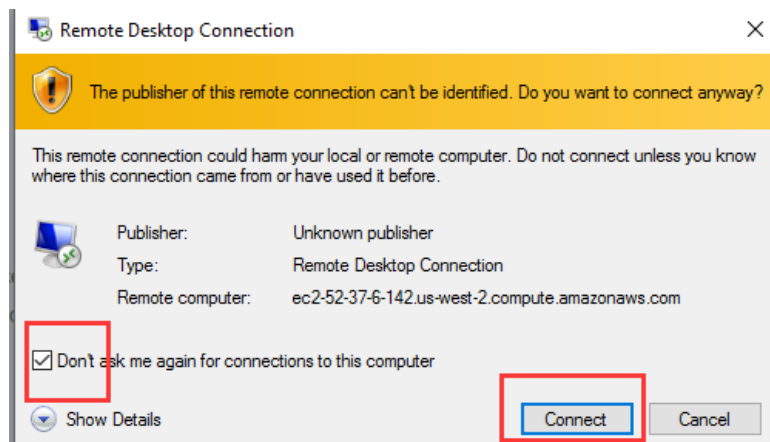 Remote Desktop Connection
The publisher of this remote connection can't be identified. Do you want to connect anyway?
This remote connection could harm your local or remote computer. Do not connect unless you know
where this connection came from or have used it before.
Publisher: Unknown publisher
Type: Remote Desktop Connection
Remote computer: ec2-52-37-6-142.us-west-2.compute.amazonaws.com
Don't ask me again for connections to this computer
Show Details Connect Cancel